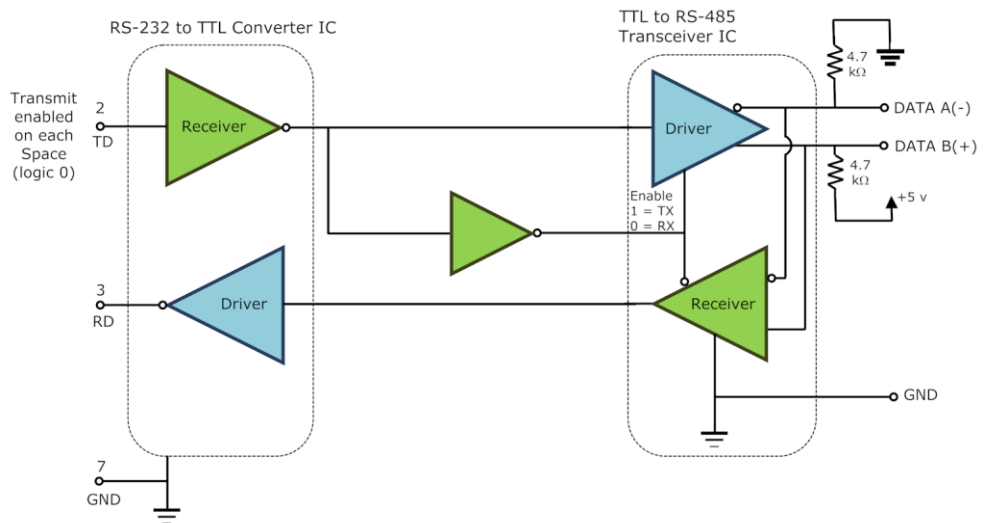 RS-232 to TTL Converter IC
TTL to RS-485
Transceiver IC
4.7
kΩ
Transmit
enabled
on each
Space
(logic 0)
2
TD
Receiver
Driver
DATA A(-)
DATA B(+)
4.7
kΩ
+5 v
Enable
1 = TX
0 = RX
3
RD
Driver
Receiver
GND
7
GND